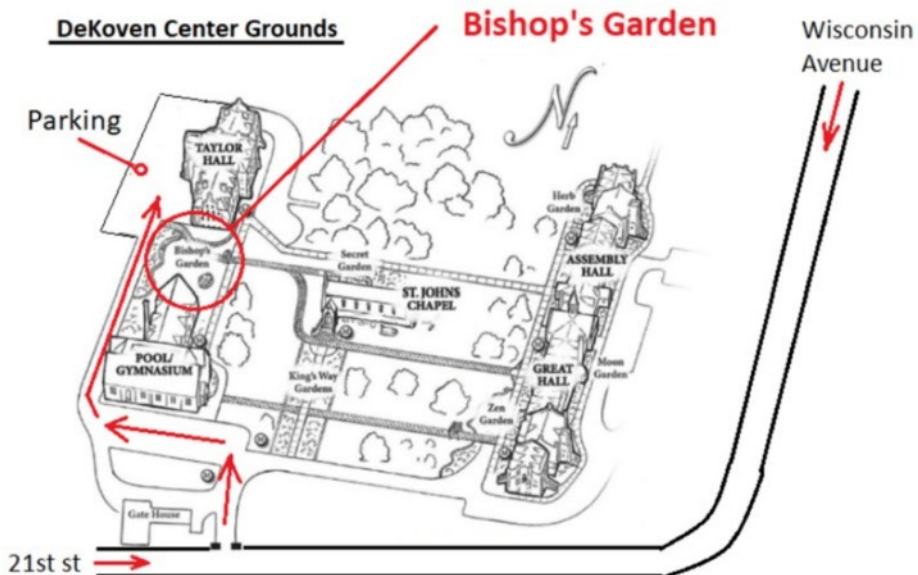 DeKoven Center Grounds
Bishop's Garden
Wisconsin
Avenue
Parking
N
TAYLOR
HALL
Herb
Garden
Bishop's
Garden
Secret
Garden
ASSEMBLY
HALL
ST. JOHNS
CHAPEL
POOL/
GYMNASIUM
King's Way
Gardens
GREAT
HALL
Moon
Garden
Zen
Garden
Gate House
21st st